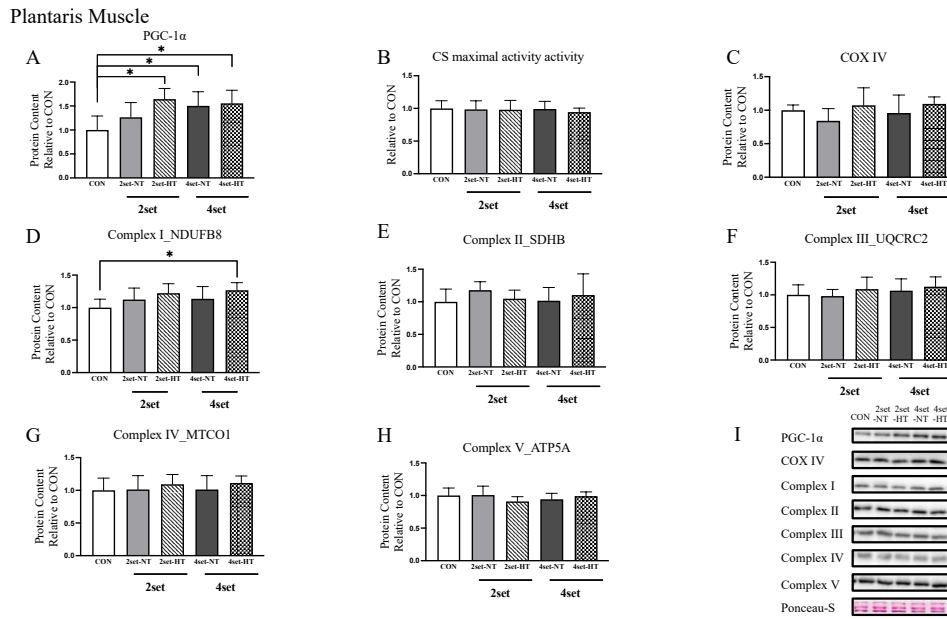 Plantaris Muscle
A
PGC-1α
* * *
Protein Content
Relative to CON
2.0
1.5
1.0
0.5
0.0
CON 2set-NT 2set-HT 4set-NT 4set-HT
2set 4set
B
CS maximal activity activity
Relative to CON
1.5
1.0
0.5
0.0
CON 2set-NT 2set-HT 4set-NT 4set-HT
2set 4set
C
COX IV
Protein Content
Relative to CON
1.5
1.0
0.5
0.0
CON 2set-NT 2set-HT 4set-NT 4set-HT
2set 4set
D
Complex I_NDUFB8
*
Protein Content
Relative to CON
1.5
1.0
0.5
0.0
CON 2set-NT 2set-HT 4set-NT 4set-HT
2set 4set
E
Complex II_SDHB
Protein Content
Relative to CON
1.5
1.0
0.5
0.0
CON 2set-NT 2set-HT 4set-NT 4set-HT
2set 4set
F
Complex III_UQCRC2
Protein Content
Relative to CON
1.5
1.0
0.5
0.0
CON 2set-NT 2set-HT 4set-NT 4set-HT
2set 4set
G
Complex IV_MTCO1
Protein Content
Relative to CON
1.5
1.0
0.5
0.0
CON 2set-NT 2set-HT 4set-NT 4set-HT
2set 4set
H
Complex V_ATP5A
Protein Content
Relative to CON
1.5
1.0
0.5
0.0
CON 2set-NT 2set-HT 4set-NT 4set-HT
2set 4set
I
2set 2set 4set 4set
CON -NT -HT -NT -HT
PGC-1α
COX IV
Complex I
Complex II
Complex III
Complex IV
Complex V
Ponceau-S